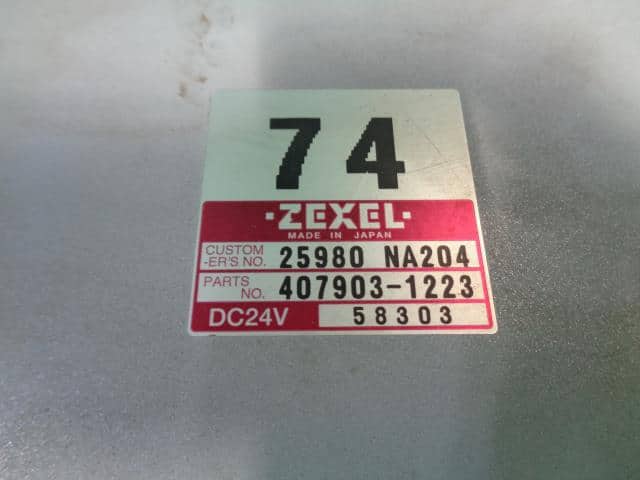 74
·ZEXEL·
MADE IN JAPAN
CUSTOM
-ER'S NO. 25980 NA204
PARTS
NO. 407903-1223
DC24V 58303